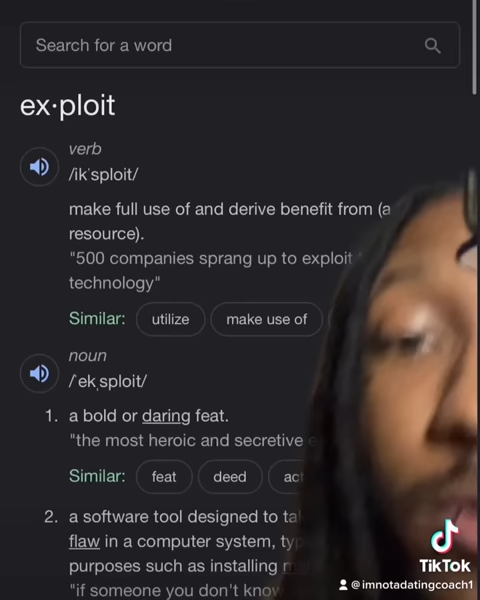 Search for a word
ex·ploit
verb
/ikˈsploit/
make full use of and derive benefit from (a
resource).
"500 companies sprang up to exploit
technology"
Similar: utilize make use of
noun
/ˈekˌsploit/
1. a bold or daring feat.
"the most heroic and secretive
Similar: feat deed act
2. a software tool designed to
flaw in a computer system,
purposes such as installing
"if someone you don't know
TikTok
@imnotadatingcoach1